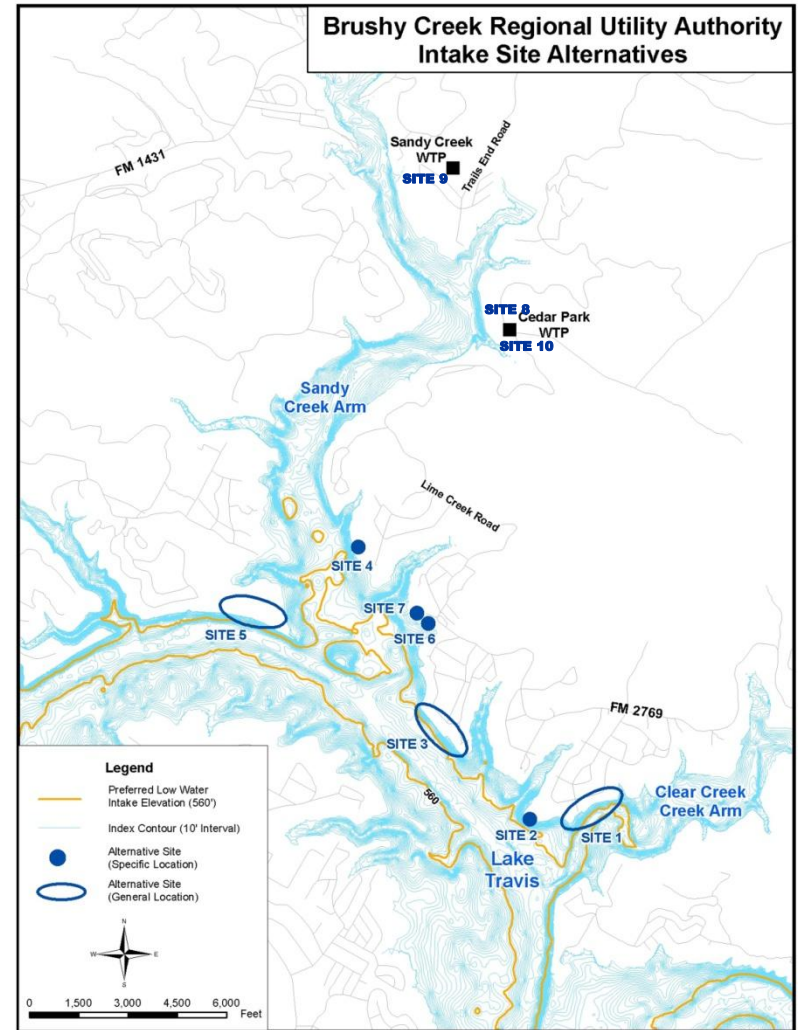 Brushy Creek Regional Utility Authority
Intake Site Alternatives
Sandy Creek
WTP
SITE 9
Trails End Road
FM 1431
SITE 8
Cedar Park
WTP
SITE 10
Sandy
Creek Arm
Lime Creek Road
SITE 4
SITE 7
SITE 6
SITE 5
FM 2769
SITE 3
560
Clear Creek
Creek Arm
SITE 2
SITE 1
Lake
Travis
Legend
Preferred Low Water
Intake Elevation (560')
Index Contour (10' Interval)
Alternative Site
(Specific Location)
Alternative Site
(General Location)
N
W
E
S
0 1,500 3,000 4,500 6,000
Feet